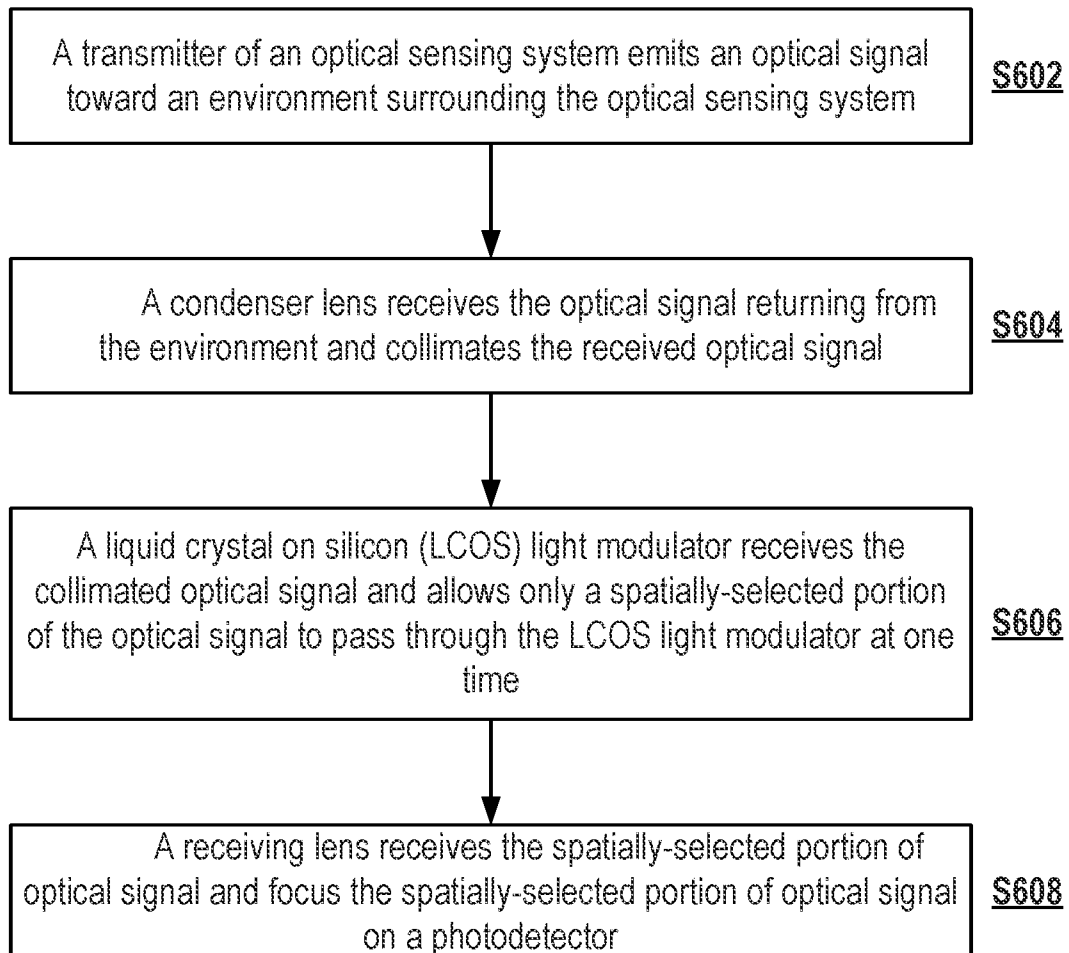 A transmitter of an optical sensing system emits an optical signal
toward an environment surrounding the optical sensing system
S602
A condenser lens receives the optical signal returning from
the environment and collimates the received optical signal
S604
A liquid crystal on silicon (LCOS) light modulator receives the
collimated optical signal and allows only a spatially-selected portion
of the optical signal to pass through the LCOS light modulator at one
time
S606
A receiving lens receives the spatially-selected portion of
optical signal and focus the spatially-selected portion of optical signal
on a photodetector
S608